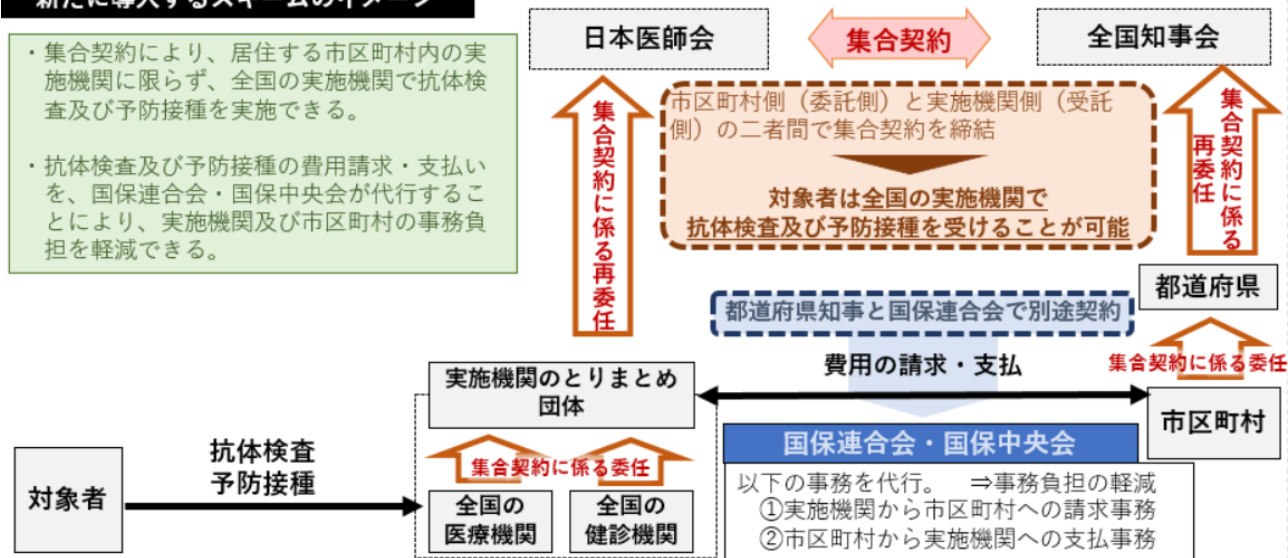 新たに導入するスキームのイメージ
・集合契約により、居住する市区町村内の実
施機関に限らず、全国の実施機関で抗体検
査及び予防接種を実施できる。
・抗体検査及び予防接種の費用請求・支払い
を、国保連合会・国保中央会が代行するこ
とにより、実施機関及び市区町村の事務負
担を軽減できる。
日本医師会
集合契約
全国知事会
市区町村側（委託側）と実施機関側（受託
側）の二者間で集合契約を締結
対象者は全国の実施機関で
抗体検査及び予防接種を受けることが可能
集合契約に係る再委任
集合契約に係る
再委任
都道府県
都道府県知事と国保連合会で別途契約
集合契約に係る委任
費用の請求・支払
実施機関のとりまとめ
団体
市区町村
集合契約に係る委任
全国の
医療機関
全国の
健診機関
対象者
抗体検査
予防接種
国保連合会・国保中央会
以下の事務を代行。　⇒事務負担の軽減
①実施機関から市区町村への請求事務
②市区町村から実施機関への支払事務